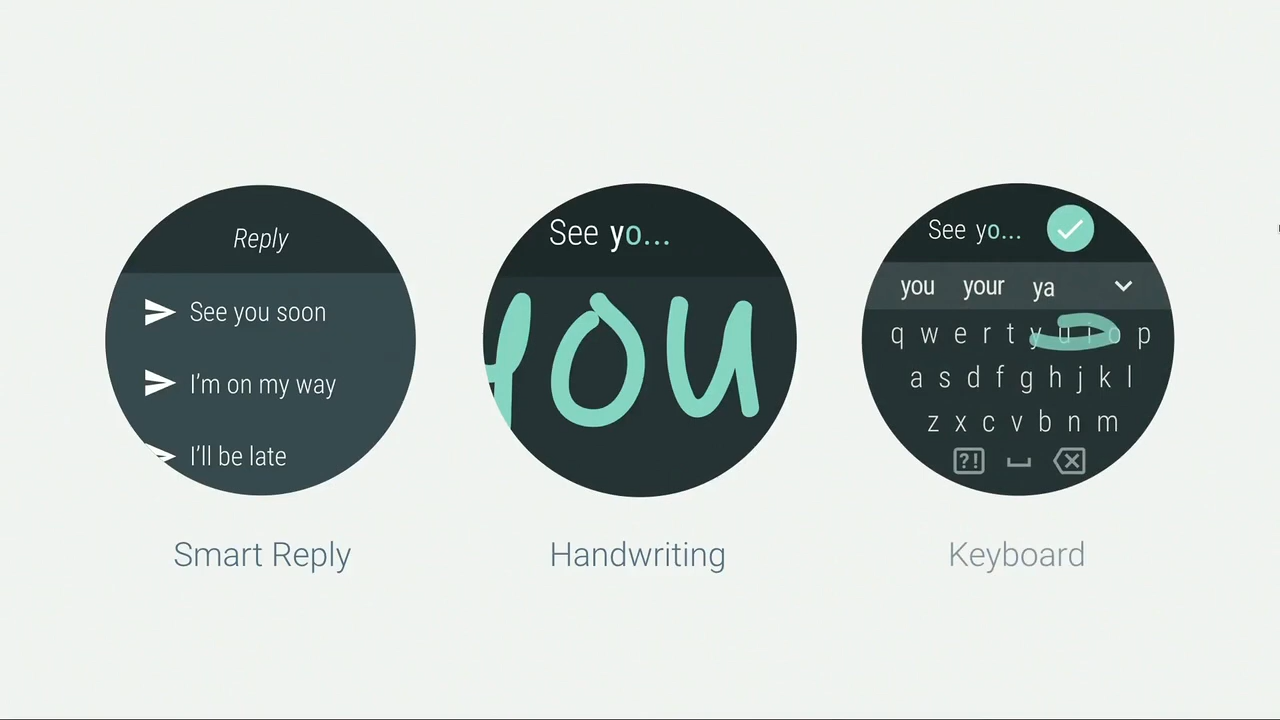 Reply
See you soon
I'm on my way
I'll be late
Smart Reply
See yo...
you
Handwriting
See yo...
you your ya
q w e r t y u i o p
a s d f g h j k l
z x c v b n m
?!
Keyboard